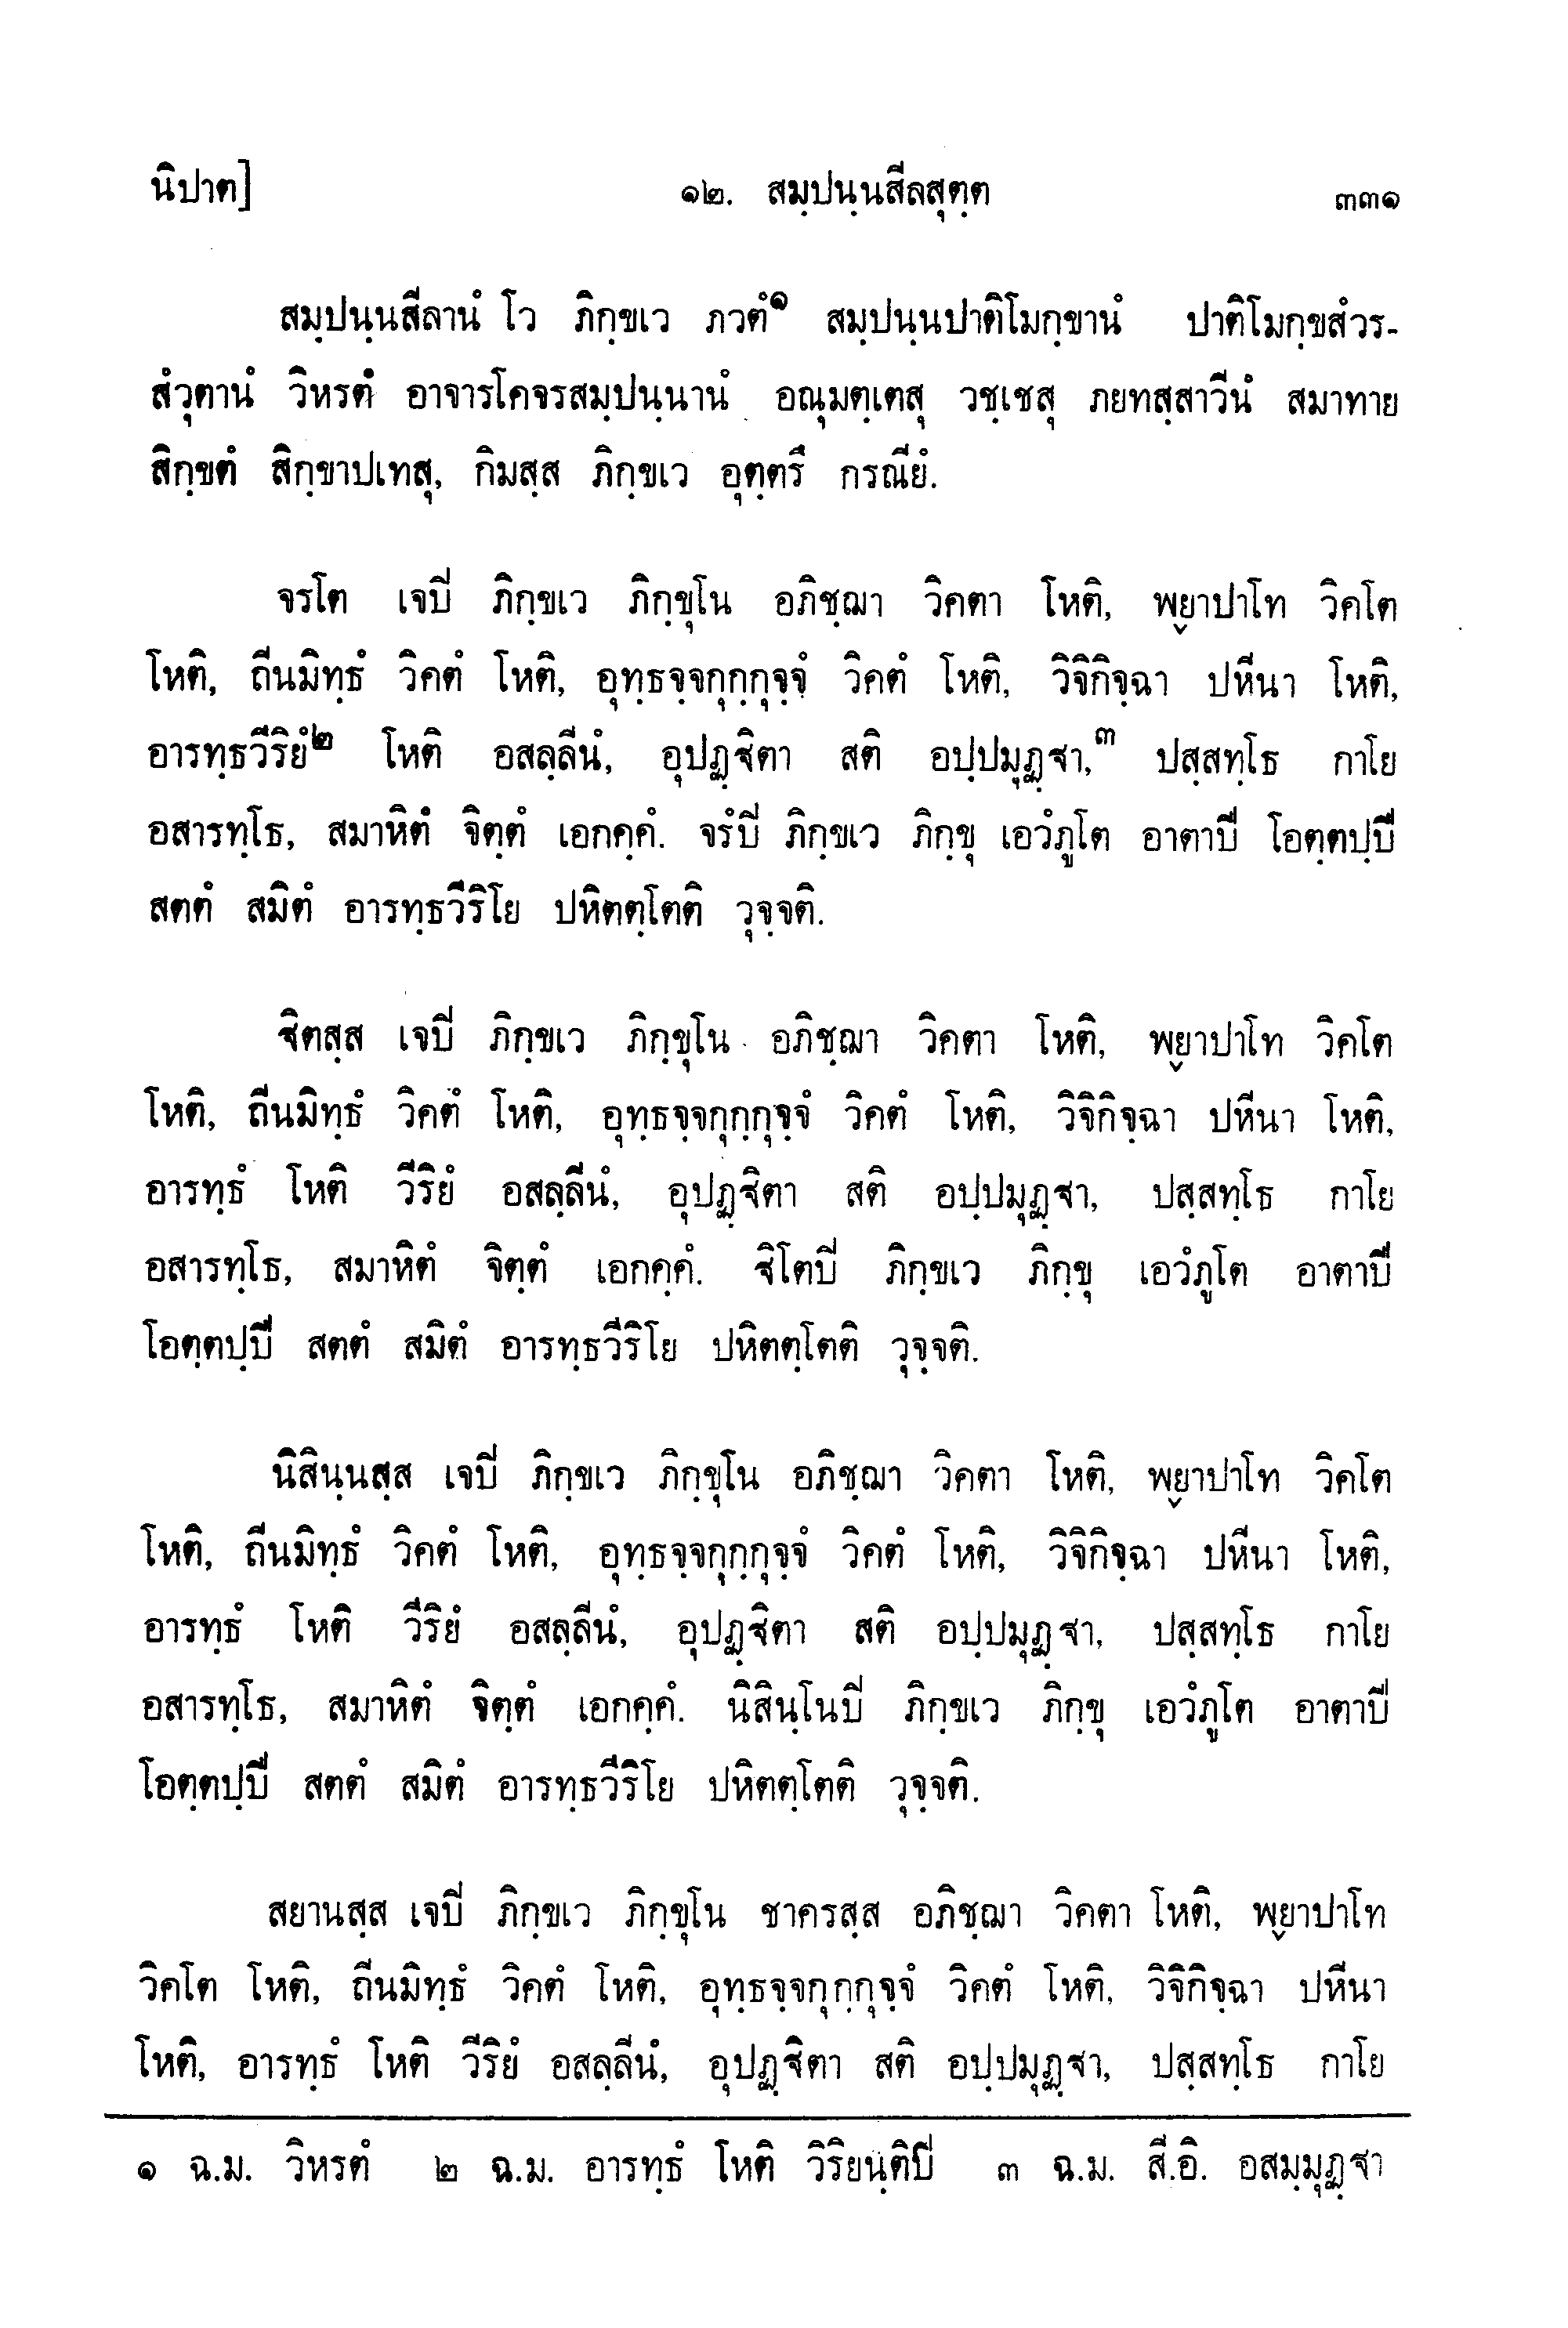 นิปาต] ๑๒. สมฺปนฺนสีลสุตฺต ๓๓๑
สมฺปนฺนสีลานํ โว ภิกฺขเว ภวตํ๑ สมฺปนฺนปาติโมกฺขานํ ปาติโมกฺขสํวร-
สํวุตานํ วิหรตํ อาจารโคจรสมฺปนฺนานํ อณุมตฺเตสุ วชฺเชสุ ภยทสฺสาวีนํ สมาทาย
สิกฺขตํ สิกฺขาปเทสุ, กิมสฺส ภิกฺขเว อุตฺตรึ กรณียํ.
จรโต เจปิ ภิกฺขเว ภิกฺขุโน อภิชฺฌา วิคตา โหติ, พฺยาปาโท วิคโต
โหติ, ถีนมิทฺธํ วิคตํ โหติ, อุทฺธจฺจกุกฺกุจฺจํ วิคตํ โหติ, วิจิกิจฺฉา ปหีนา โหติ,
อารทฺธวีริยํ๒ โหติ อสลฺลีนํ, อุปฏฺฐิตา สติ อปฺปมุฏฺฐา,๓ ปสฺสทฺโธ กาโย
อสารทฺโธ, สมาหิตํ จิตฺตํ เอกคฺคํ. จรํปิ ภิกฺขเว ภิกฺขุ เอวํภูโต อาตาปี โอตฺตปฺปี
สตตํ สมิตํ อารทฺธวีริโย ปหิตตฺโตติ วุจฺจติ.
ฐิตสฺส เจปิ ภิกฺขเว ภิกฺขุโน อภิชฺฌา วิคตา โหติ, พฺยาปาโท วิคโต
โหติ, ถีนมิทฺธํ วิคตํ โหติ, อุทฺธจฺจกุกฺกุจฺจํ วิคตํ โหติ, วิจิกิจฺฉา ปหีนา โหติ,
อารทฺธํ โหติ วีริยํ อสลฺลีนํ, อุปฏฺฐิตา สติ อปฺปมุฏฺฐา, ปสฺสทฺโธ กาโย
อสารทฺโธ, สมาหิตํ จิตฺตํ เอกคฺคํ. ฐิโตปิ ภิกฺขเว ภิกฺขุ เอวํภูโต อาตาปี
โอตฺตปฺปี สตตํ สมิตํ อารทฺธวีริโย ปหิตตฺโตติ วุจฺจติ.
นิสินฺนสฺส เจปิ ภิกฺขเว ภิกฺขุโน อภิชฺฌา วิคตา โหติ, พฺยาปาโท วิคโต
โหติ, ถีนมิทฺธํ วิคตํ โหติ, อุทฺธจฺจกุกฺกุจฺจํ วิคตํ โหติ, วิจิกิจฺฉา ปหีนา โหติ,
อารทฺธํ โหติ วีริยํ อสลฺลีนํ, อุปฏฺฐิตา สติ อปฺปมุฏฺฐา, ปสฺสทฺโธ กาโย
อสารทฺโธ, สมาหิตํ จิตฺตํ เอกคฺคํ. นิสินฺโนปิ ภิกฺขเว ภิกฺขุ เอวํภูโต อาตาปี
โอตฺตปฺปี สตตํ สมิตํ อารทฺธวีริโย ปหิตตฺโตติ วุจฺจติ.
สยานสฺส เจปิ ภิกฺขเว ภิกฺขุโน ชาครสฺส อภิชฺฌา วิคตา โหติ, พฺยาปาโท
วิคโต โหติ, ถีนมิทฺธํ วิคตํ โหติ, อุทฺธจฺจกุกฺกุจฺจํ วิคตํ โหติ, วิจิกิจฺฉา ปหีนา
โหติ, อารทฺธํ โหติ วีริยํ อสลฺลีนํ, อุปฏฺฐิตา สติ อปฺปมุฏฺฐา, ปสฺสทฺโธ กาโย
๑ ฉ.ม. วิหรตํ ๒ ฉ.ม. อารทฺธํ โหติ วิริยนฺติปิ ๓ ฉ.ม. สี.อิ. อสมฺมุฏฺฐา